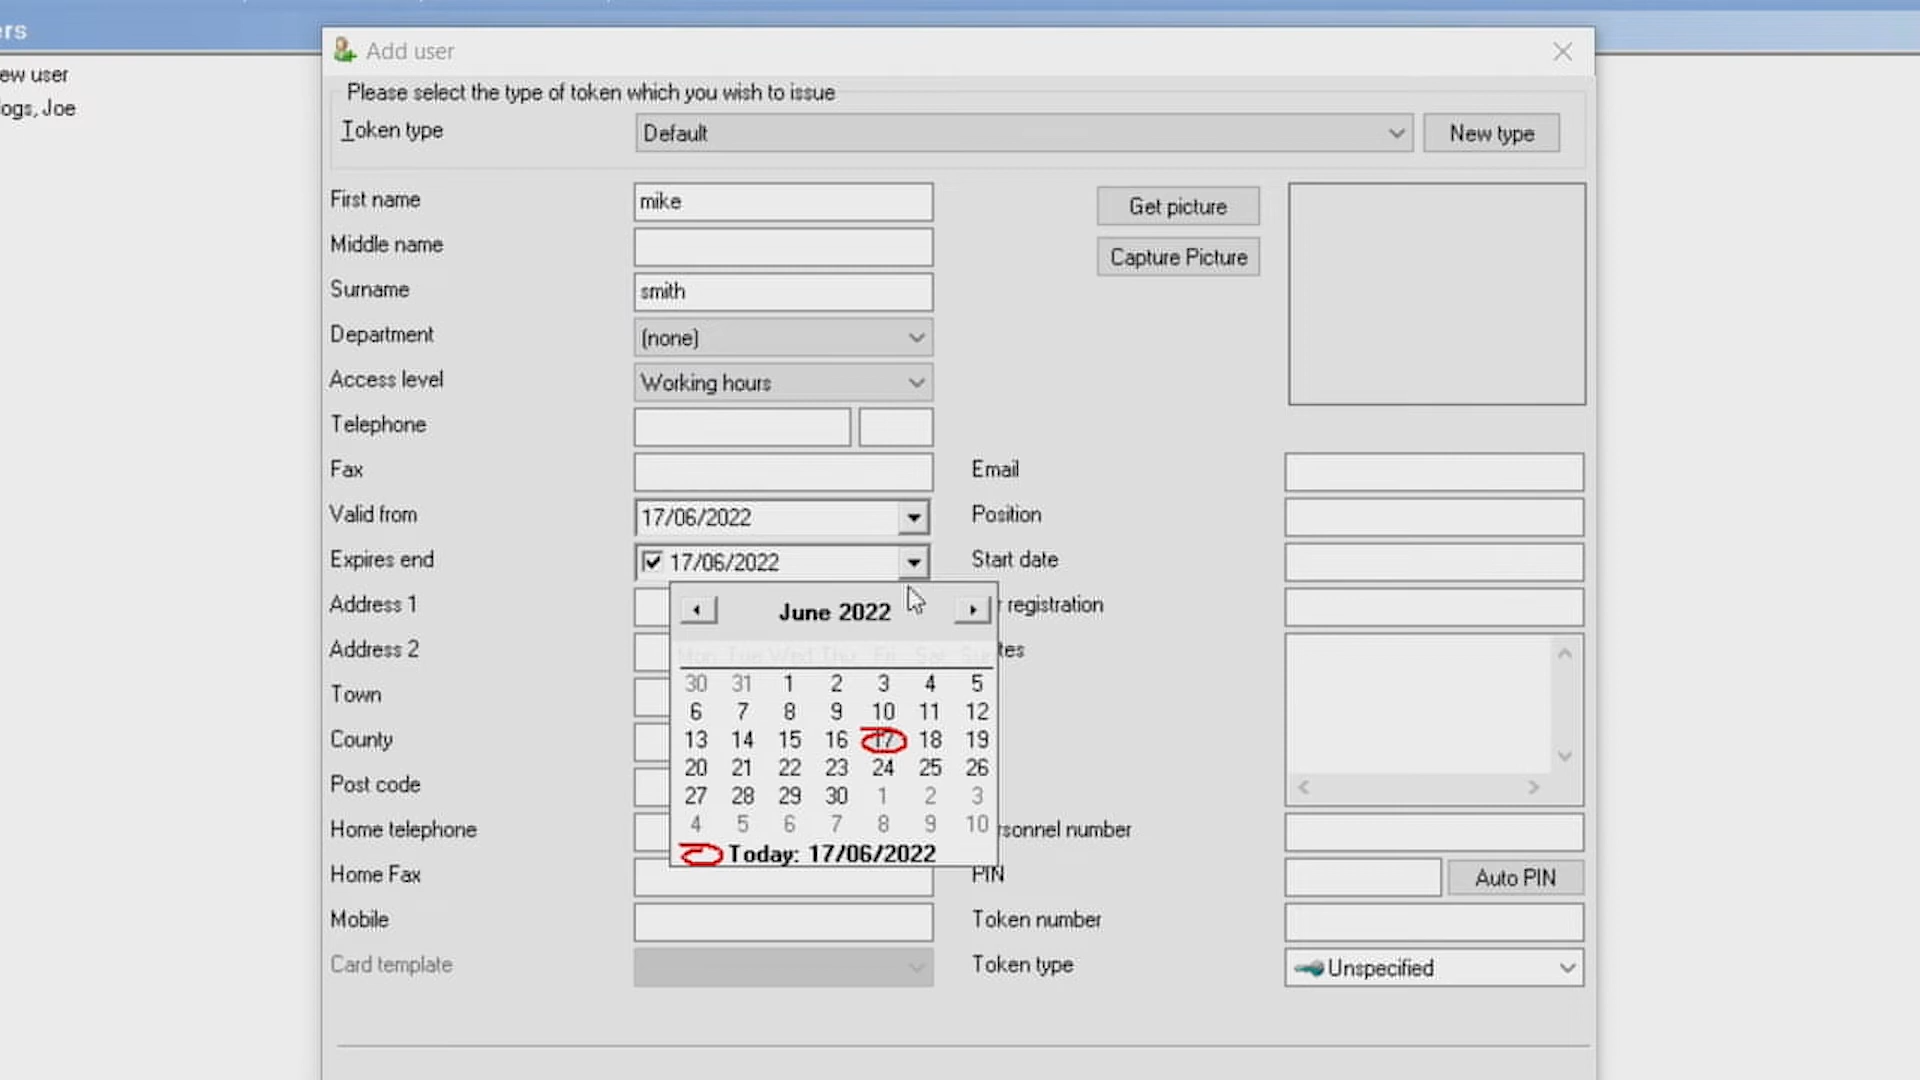 ers
Add user
ew user
ogs, Joe
Please select the type of token which you wish to issue
Token type
Default
New type
First name
mike
Get picture
Middle name
Capture Picture
Surname
smith
Department
(none)
Access level
Working hours
Telephone
Fax
Email
Valid from
17/06/2022
Position
Expires end
17/06/2022
Start date
Address 1
June 2022
r registration
Address 2
Mon Tue Wed Thu Fri Sat Sun
tes
30 31 1 2 3 4 5
Town
6 7 8 9 10 11 12
County
13 14 15 16 17 18 19
20 21 22 23 24 25 26
Post code
27 28 29 30 1 2 3
Home telephone
4 5 6 7 8 9 10
rsonnel number
Today: 17/06/2022
Home Fax
PIN
Auto PIN
Mobile
Token number
Card template
Token type
Unspecified